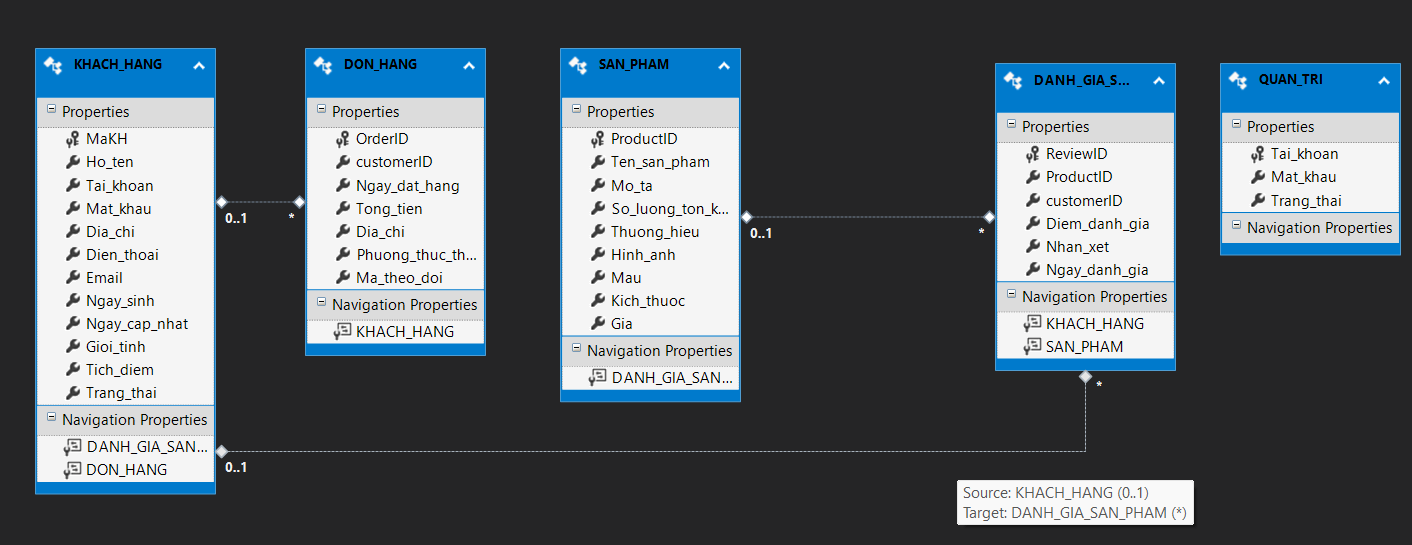 KHACH_HANG
Properties
MaKH
Ho_ten
Tai_khoan
Mat_khau
Dia_chi
Dien_thoai
Email
Ngay_sinh
Ngay_cap_nhat
Gioi_tinh
Tich_diem
Trang_thai
Navigation Properties
DANH_GIA_SAN...
DON_HANG
0..1
*
0..1
DON_HANG
Properties
OrderID
customerID
Ngay_dat_hang
Tong_tien
Dia_chi
Phuong_thuc_th...
Ma_theo_doi
Navigation Properties
KHACH_HANG
SAN_PHAM
Properties
ProductID
Ten_san_pham
Mo_ta
So_luong_ton_k...
Thuong_hieu
Hinh_anh
Mau
Kich_thuoc
Gia
Navigation Properties
DANH_GIA_SAN...
0..1
*
DANH_GIA_S...
Properties
ReviewID
ProductID
customerID
Diem_danh_gia
Nhan_xet
Ngay_danh_gia
Navigation Properties
KHACH_HANG
SAN_PHAM
*
QUAN_TRI
Properties
Tai_khoan
Mat_khau
Trang_thai
Navigation Properties
Source: KHACH_HANG (0..1)
Target: DANH_GIA_SAN_PHAM (*)